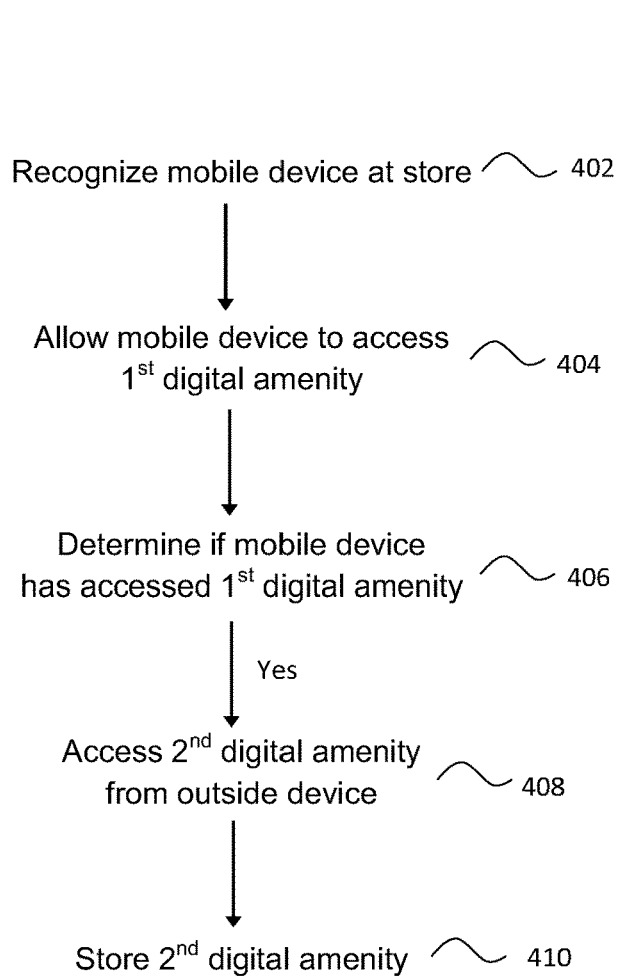 Recognize mobile device at store 402
Allow mobile device to access
1st digital amenity 404
Determine if mobile device
has accessed 1st digital amenity 406
Yes
Access 2nd digital amenity
from outside device 408
Store 2nd digital amenity 410